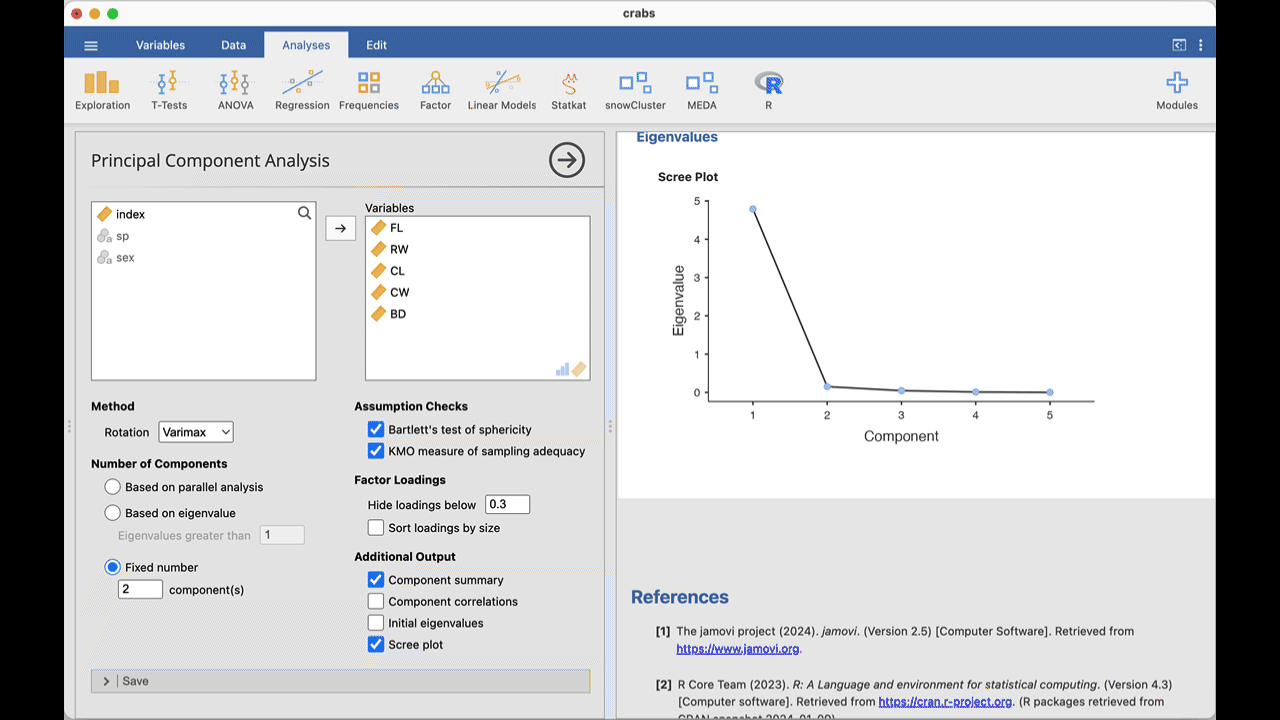 crabs
Variables Data Analyses Edit
Exploration T-Tests ANOVA Regression Frequencies Factor Linear Models Statkat snowCluster MEDA R Modules
Principal Component Analysis
index
sp
sex
Variables
FL
RW
CL
CW
BD
Method
Rotation Varimax
Number of Components
Based on parallel analysis
Based on eigenvalue
Eigenvalues greater than 1
Fixed number
2 component(s)
Assumption Checks
Bartlett's test of sphericity
KMO measure of sampling adequacy
Factor Loadings
Hide loadings below 0.3
Sort loadings by size
Additional Output
Component summary
Component correlations
Initial eigenvalues
Scree plot
Save
Eigenvalues
Scree Plot
5
4
3
2
1
0
Eigenvalue
1 2 3 4 5
Component
References
[1] The jamovi project (2024). jamovi. (Version 2.5) [Computer Software]. Retrieved from
https://www.jamovi.org.
[2] R Core Team (2023). R: A Language and environment for statistical computing. (Version 4.3)
[Computer software]. Retrieved from https://cran.r-project.org. (R packages retrieved from
CRAN snapshot 2024-01-09).